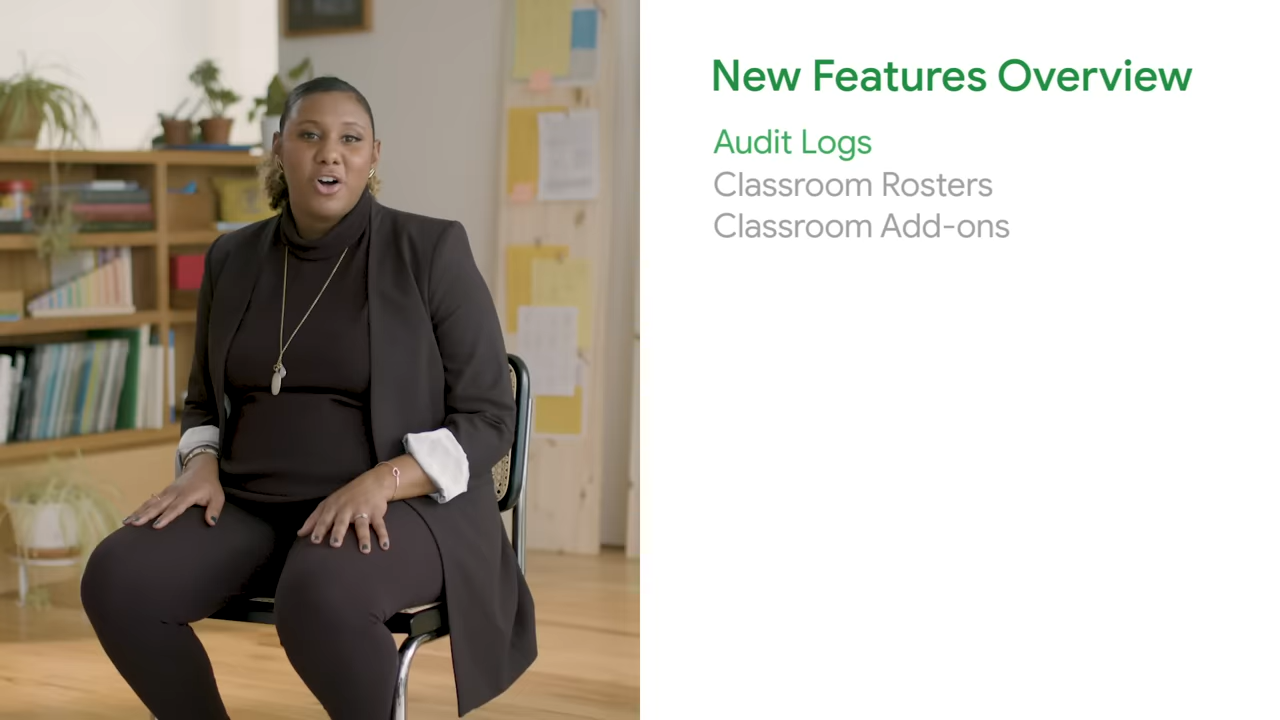 New Features Overview
Audit Logs
Classroom Rosters
Classroom Add-ons